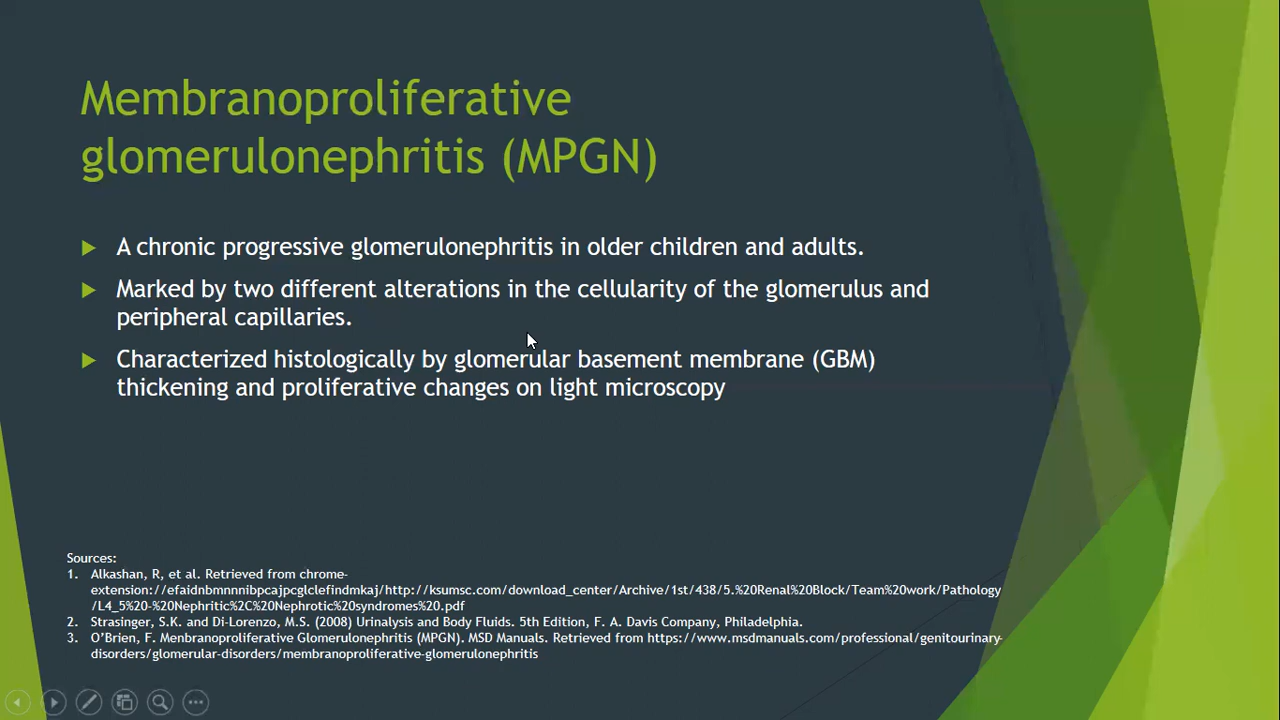 Membranoproliferative
glomerulonephritis (MPGN)
A chronic progressive glomerulonephritis in older children and adults.
Marked by two different alterations in the cellularity of the glomerulus and
peripheral capillaries.
Characterized histologically by glomerular basement membrane (GBM)
thickening and proliferative changes on light microscopy
Sources:
1. Alkashan, R, et al. Retrieved from chrome-
extension://efaidnbmnnnibpcajpcglclefindmkaj/http://ksumsc.com/download_center/Archive/1st/438/5.%20Renal%20Block/Team%20work/Pathology
/L4_5%20-%20Nephritic%2C%20Nephrotic%20syndromes%20.pdf
2. Strasinger, S.K. and Di-Lorenzo, M.S. (2008) Urinalysis and Body Fluids. 5th Edition, F. A. Davis Company, Philadelphia.
3. O’Brien, F. Menbranoproliferative Glomerulonephritis (MPGN). MSD Manuals. Retrieved from https://www.msdmanuals.com/professional/genitourinary-
disorders/glomerular-disorders/membranoproliferative-glomerulonephritis